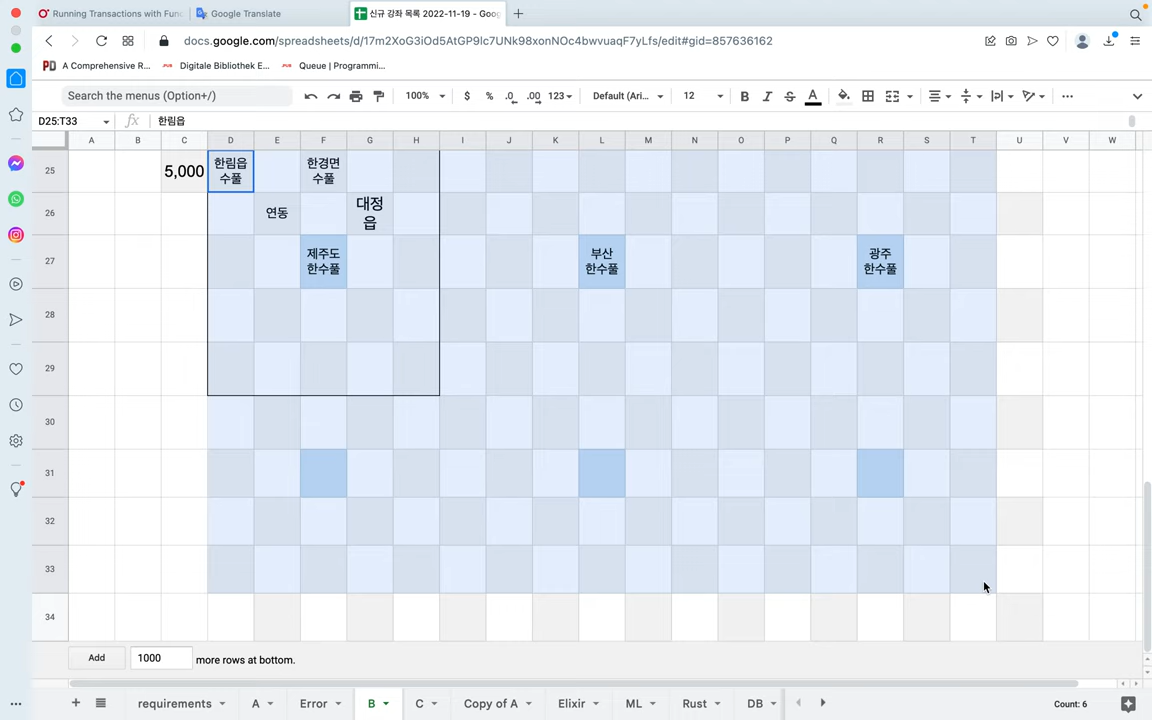 Running Transactions with Func
Google Translate
신규 강좌 목록 2022-11-19 - Goog
docs.google.com/spreadsheets/d/17m2XoG3iOd5AtGP9lc7UNk98xonNOc4bwvuaqF7yLfs/edit#gid=857636162
PD A Comprehensive R...
PUB Digitale Bibliothek E...
PUB Queue | Programmi...
Search the menus (Option+/)
100%
$
%
.0
.00
123
Default (Ari...
12
B
I
S
A
D25:T33
fx
한림읍
A B C D E F G H I J K L M N O P Q R S T U V W
25
5,000
한림읍
수풀
한경면
수풀
26
연동
대정
읍
27
제주도
한수풀
부산
한수풀
광주
한수풀
28
29
30
31
32
33
34
Add
1000
more rows at bottom.
requirements
A
Error
B
C
Copy of A
Elixir
ML
Rust
DB
Count: 6